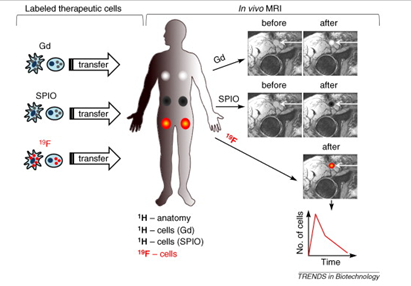 Labeled therapeutic cells
In vivo MRI
before after
Gd
transfer
Gd
before after
SPIO
transfer
SPIO
19F
transfer
19F
after
1H – anatomy
1H – cells (Gd)
1H – cells (SPIO)
19F – cells
No. of cells
Time
TRENDS in Biotechnology